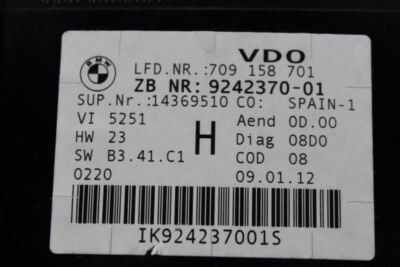 BMW
VDO
LFD.NR.:709 158 701
ZB NR: 9242370-01
SUP.Nr.:14369510 CO: SPAIN-1
VI 5251 Aend 0D.00
HW 23 H Diag 08D0
SW B3.41.C1 COD 08
0220 09.01.12
IK924237001S